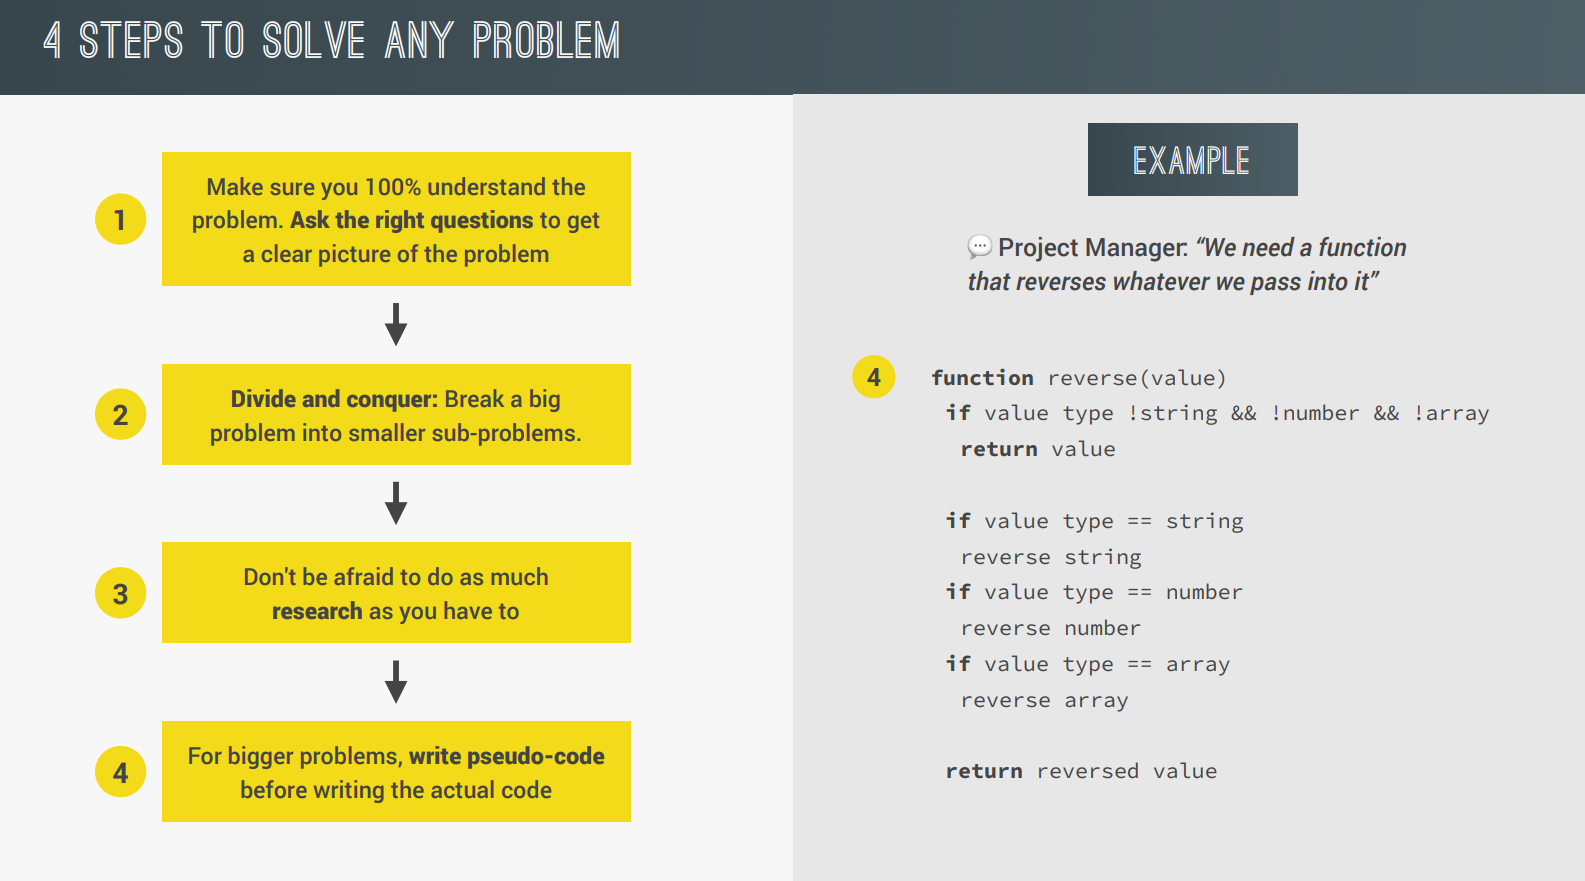 4 STEPS TO SOLVE ANY PROBLEM
1
Make sure you 100% understand the
problem. Ask the right questions to get
a clear picture of the problem
2
Divide and conquer: Break a big
problem into smaller sub-problems.
3
Don't be afraid to do as much
research as you have to
4
For bigger problems, write pseudo-code
before writing the actual code
EXAMPLE
💬 Project Manager: “We need a function
that reverses whatever we pass into it”
4
function reverse(value)
if value type !string && !number && !array
return value
if value type == string
reverse string
if value type == number
reverse number
if value type == array
reverse array
return reversed value